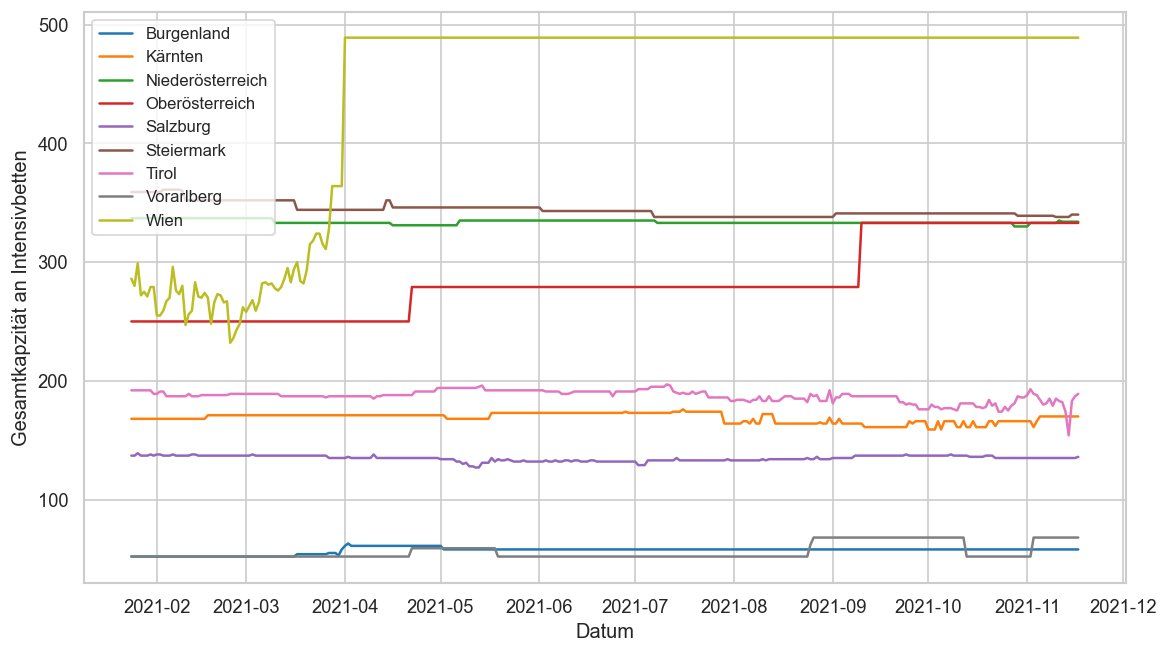 500
400
300
200
100
Gesamtkapzität an Intensivbetten
Burgenland
Kärnten
Niederösterreich
Oberösterreich
Salzburg
Steiermark
Tirol
Vorarlberg
Wien
2021-02 2021-03 2021-04 2021-05 2021-06 2021-07 2021-08 2021-09 2021-10 2021-11 2021-12
Datum